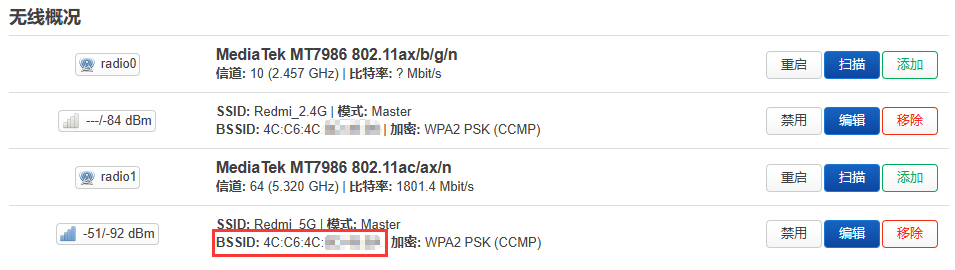 无线概况
radio0
MediaTek MT7986 802.11ax/b/g/n
信道: 10 (2.457 GHz) | 比特率: ? Mbit/s
重启 扫描 添加
---/-84 dBm
SSID: Redmi_2.4G | 模式: Master
BSSID: 4C:C6:4C | 加密: WPA2 PSK (CCMP)
禁用 编辑 移除
radio1
MediaTek MT7986 802.11ac/ax/n
信道: 64 (5.320 GHz) | 比特率: 1801.4 Mbit/s
重启 扫描 添加
-51/-92 dBm
SSID: Redmi_5G | 模式: Master
BSSID: 4C:C6:4C: 加密: WPA2 PSK (CCMP)
禁用 编辑 移除